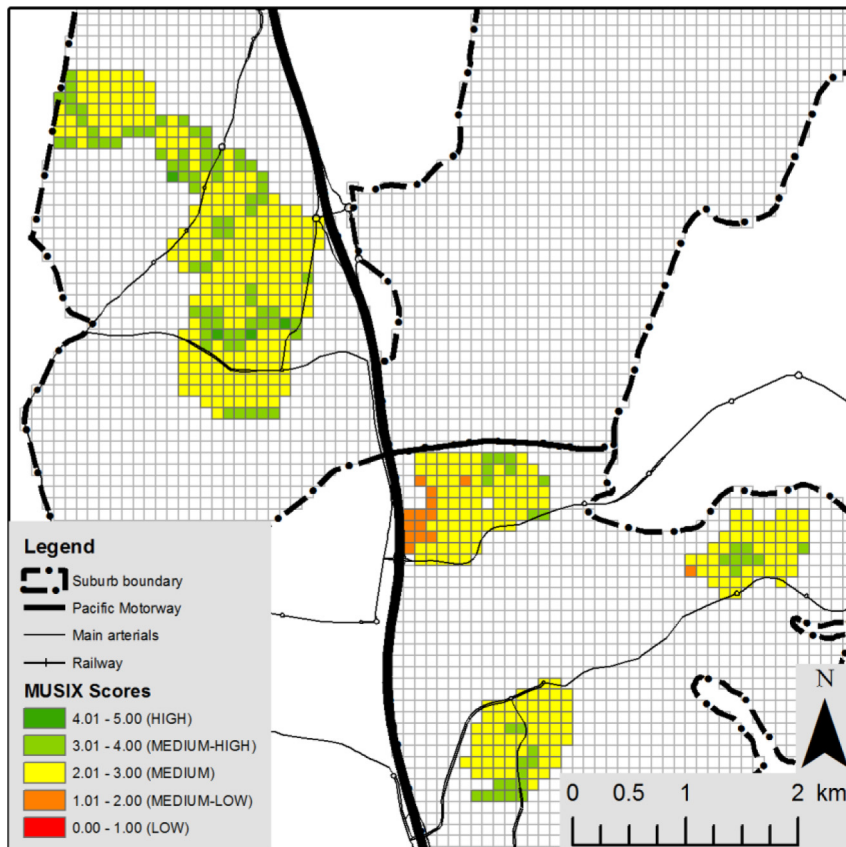 Legend
Suburb boundary
Pacific Motorway
Main arterials
Railway
MUSIX Scores
4.01 - 5.00 (HIGH)
3.01 - 4.00 (MEDIUM-HIGH)
2.01 - 3.00 (MEDIUM)
1.01 - 2.00 (MEDIUM-LOW)
0.00 - 1.00 (LOW)
N
0 0.5 1 2 km